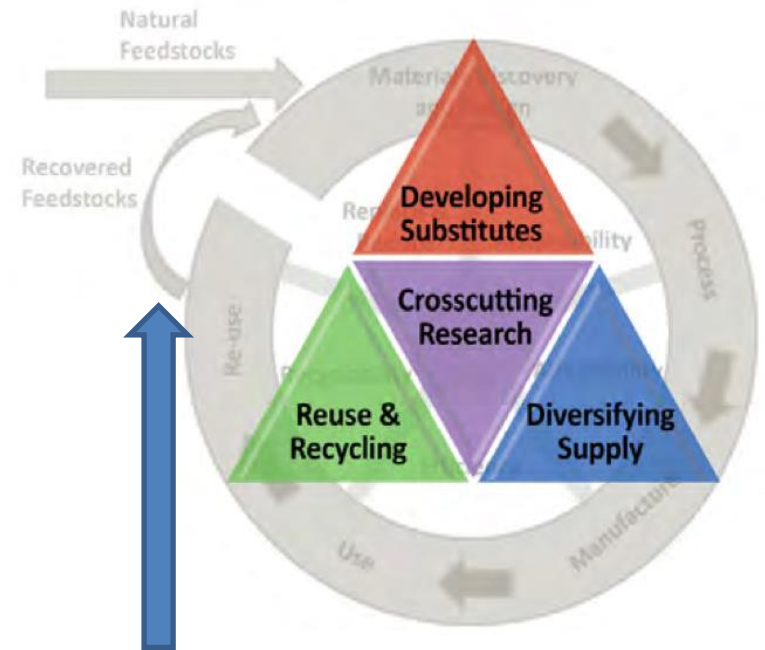 Natural
Feedstocks
Recovered
Feedstocks
Developing
Substitutes
Crosscutting
Research
Reuse &
Recycling
Diversifying
Supply
Process
Manufacture
Use
Re-use